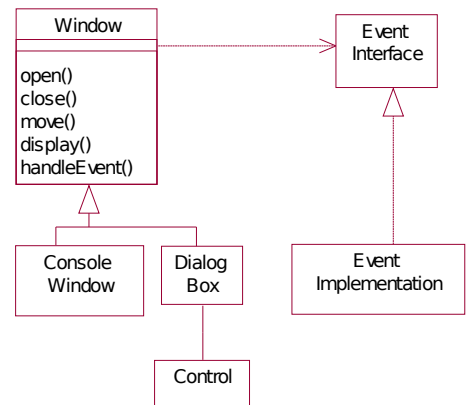 Window
open()
close()
move()
display()
handleEvent()
Event
Interface
Console
Window
Dialog
Box
Event
Implementation
Control